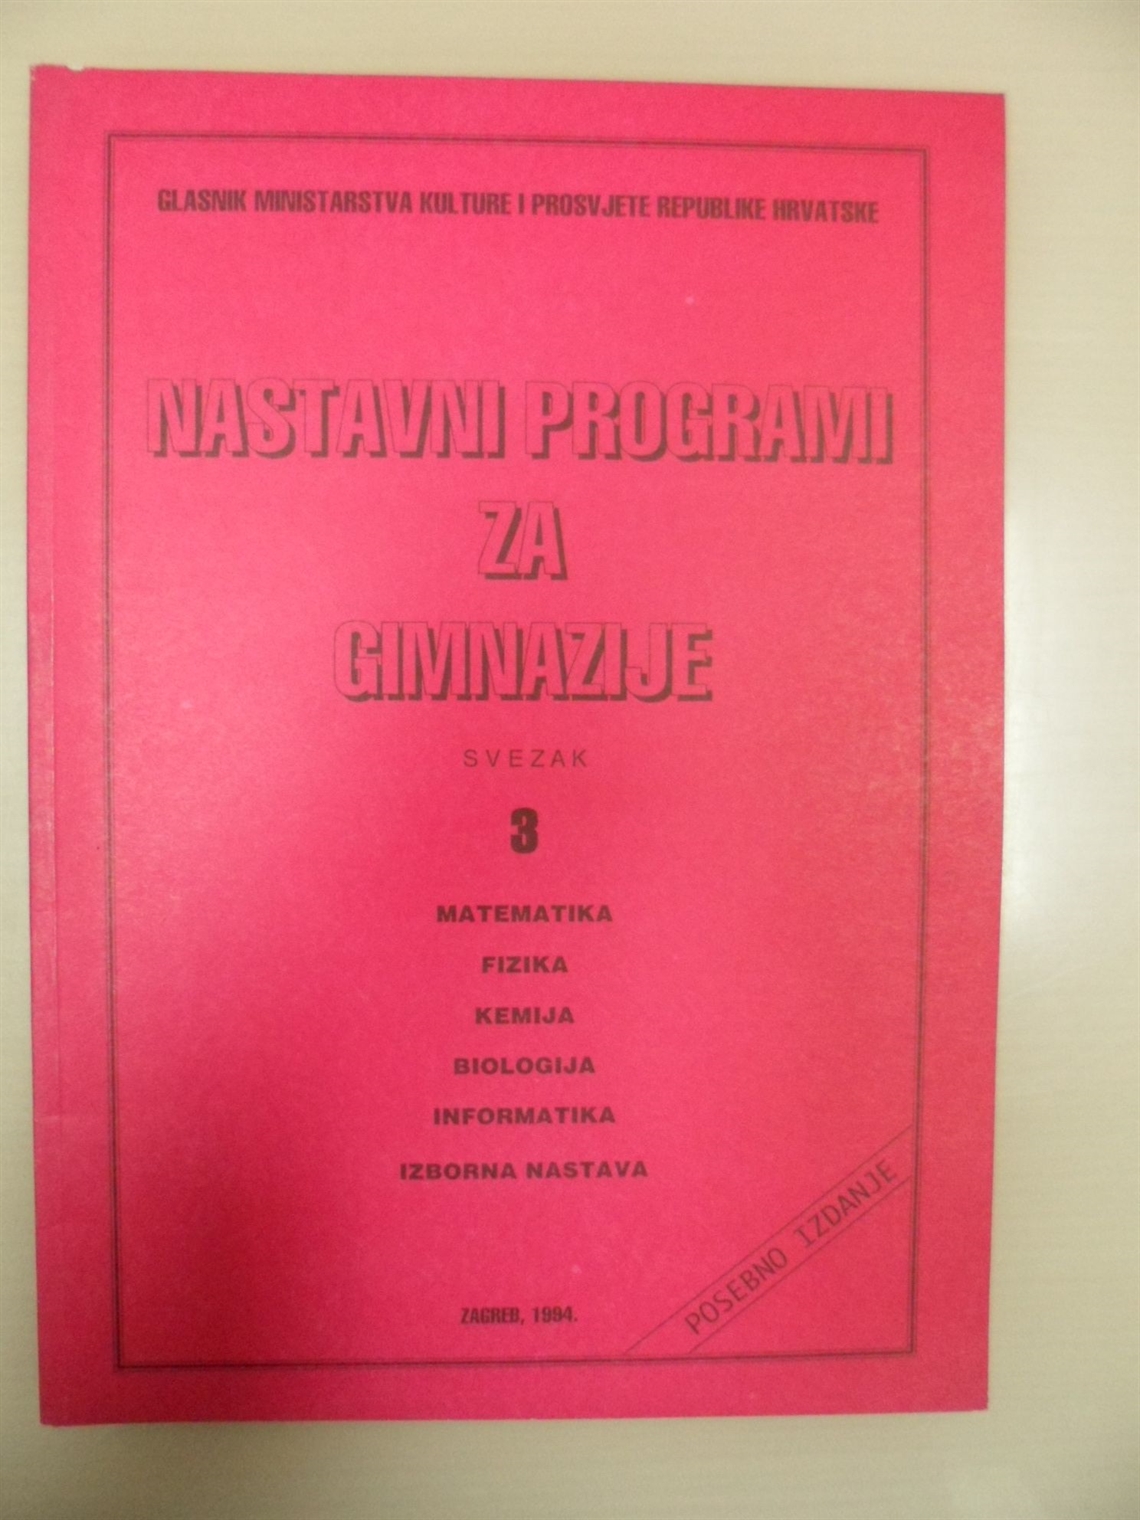 GLASNIK MINISTARSTVA KULTURE I PROSVJETE REPUBLIKE HRVATSKE
NASTAVNI PROGRAMI
ZA
GIMNAZIJE
SVEZAK
3
MATEMATIKA
FIZIKA
KEMIJA
BIOLOGIJA
INFORMATIKA
IZBORNA NASTAVA
POSEBNO IZDANJE
ZAGREB, 1994.